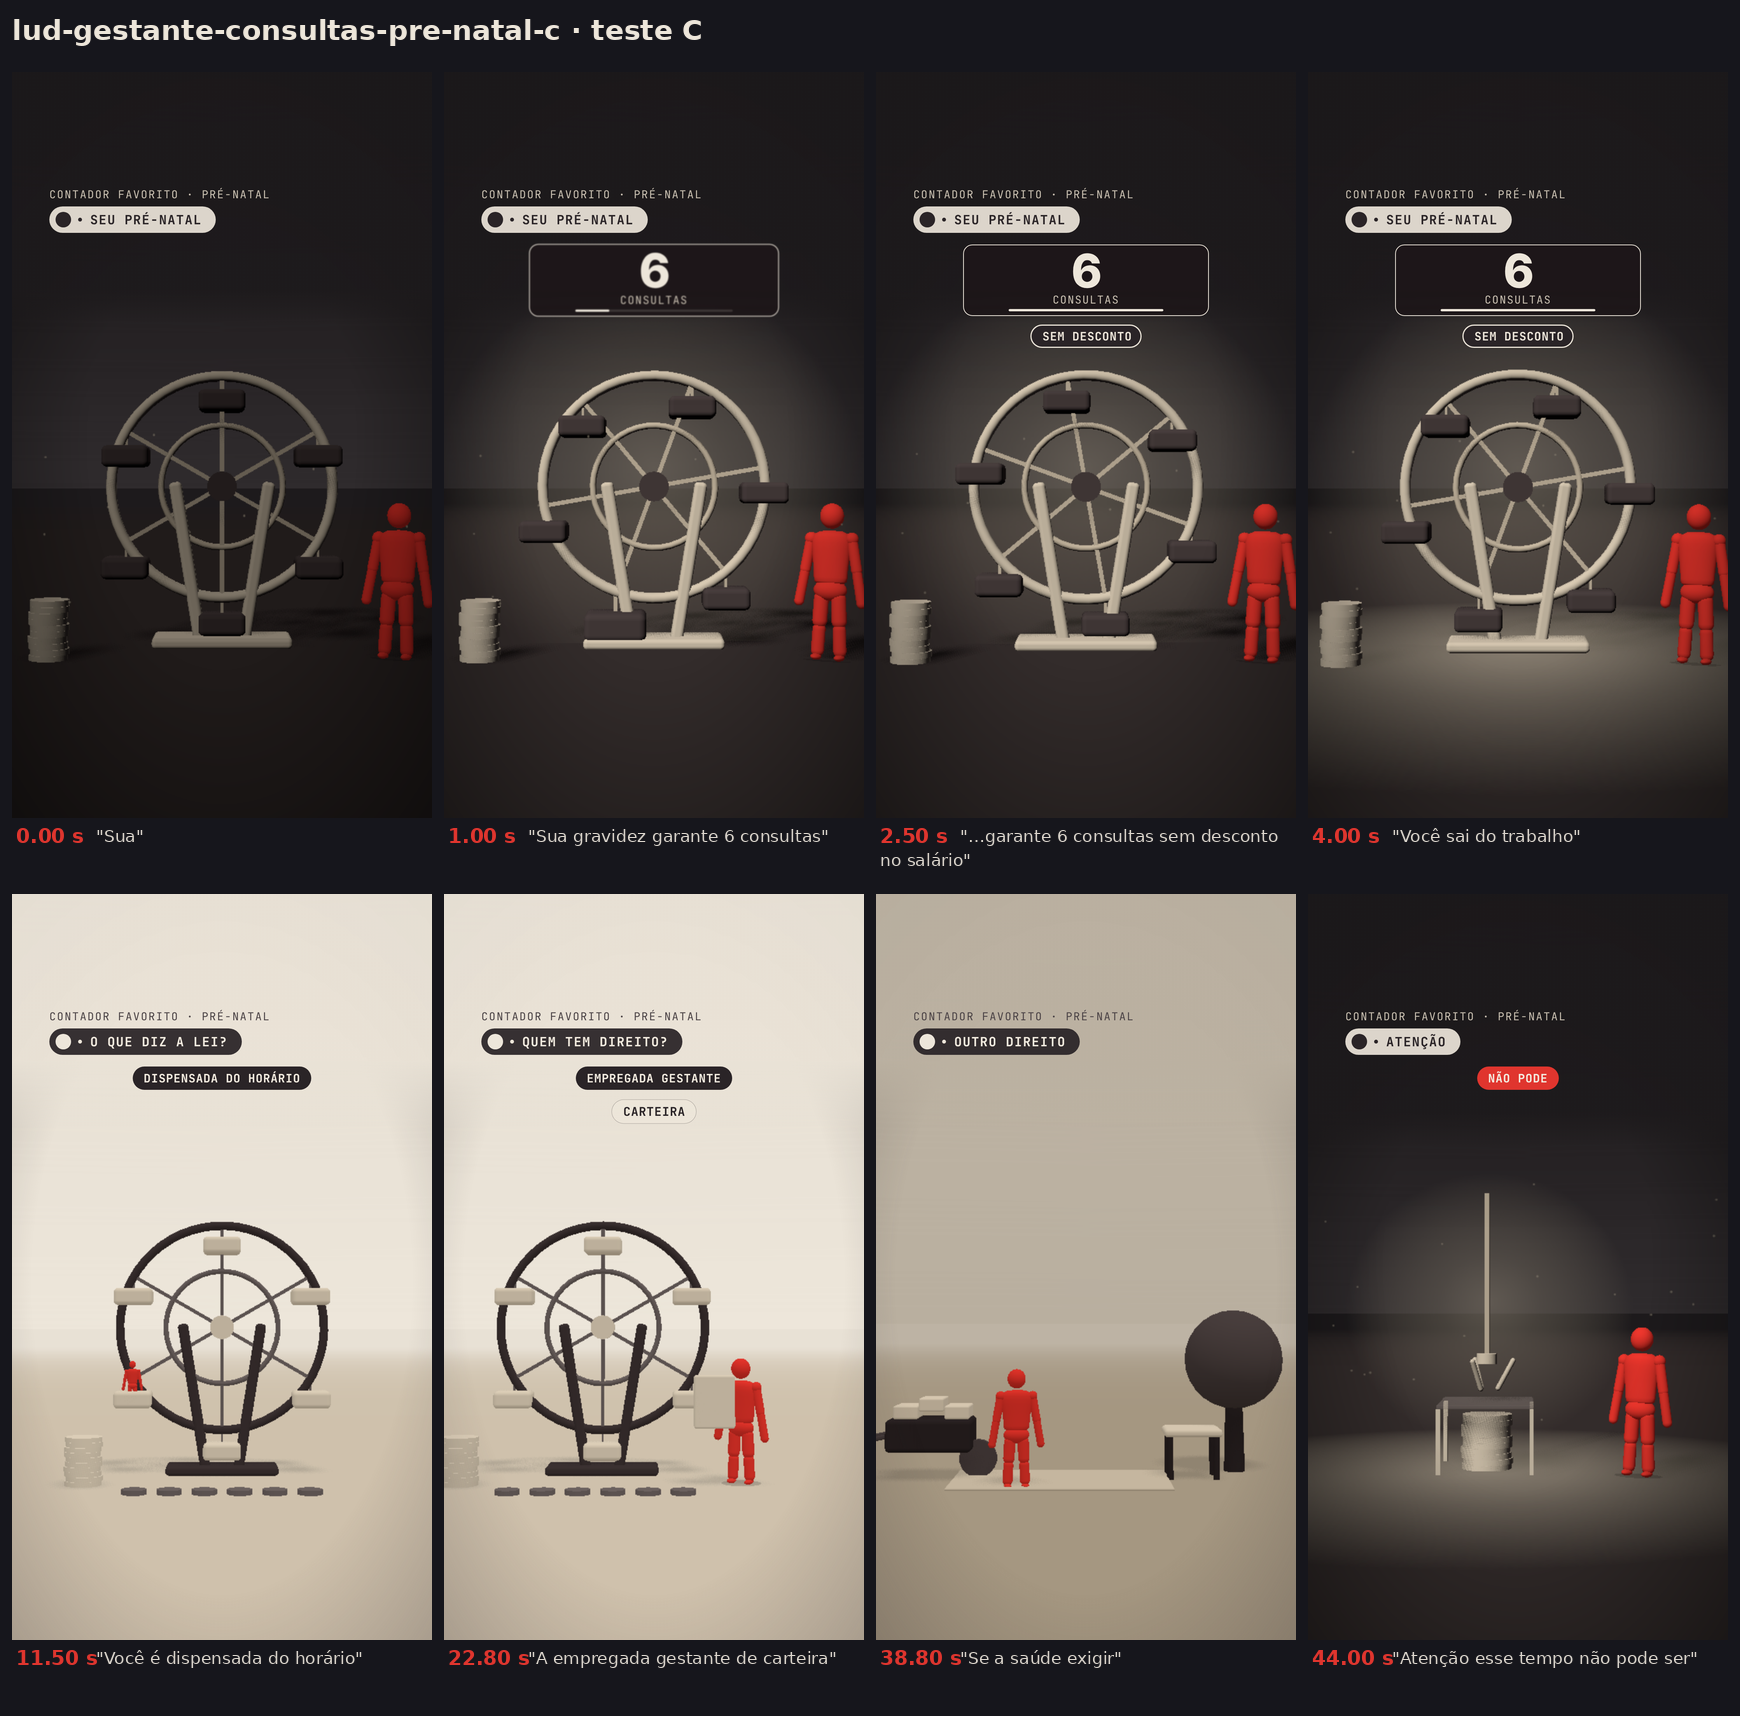 lud-gestante-consultas-pre-natal-c · teste C
CONTADOR FAVORITO · PRÉ-NATAL
• SEU PRÉ-NATAL
0.00 s "Sua"
CONTADOR FAVORITO · PRÉ-NATAL
• SEU PRÉ-NATAL
6
CONSULTAS
1.00 s "Sua gravidez garante 6 consultas"
CONTADOR FAVORITO · PRÉ-NATAL
• SEU PRÉ-NATAL
6
CONSULTAS
SEM DESCONTO
2.50 s "...garante 6 consultas sem desconto
no salário"
CONTADOR FAVORITO · PRÉ-NATAL
• SEU PRÉ-NATAL
6
CONSULTAS
SEM DESCONTO
4.00 s "Você sai do trabalho"
CONTADOR FAVORITO · PRÉ-NATAL
• O QUE DIZ A LEI?
DISPENSADA DO HORÁRIO
11.50 s "Você é dispensada do horário"
CONTADOR FAVORITO · PRÉ-NATAL
• QUEM TEM DIREITO?
EMPREGADA GESTANTE
CARTEIRA
22.80 s "A empregada gestante de carteira"
CONTADOR FAVORITO · PRÉ-NATAL
• OUTRO DIREITO
38.80 s "Se a saúde exigir"
CONTADOR FAVORITO · PRÉ-NATAL
• ATENÇÃO
NÃO PODE
44.00 s "Atenção esse tempo não pode ser"